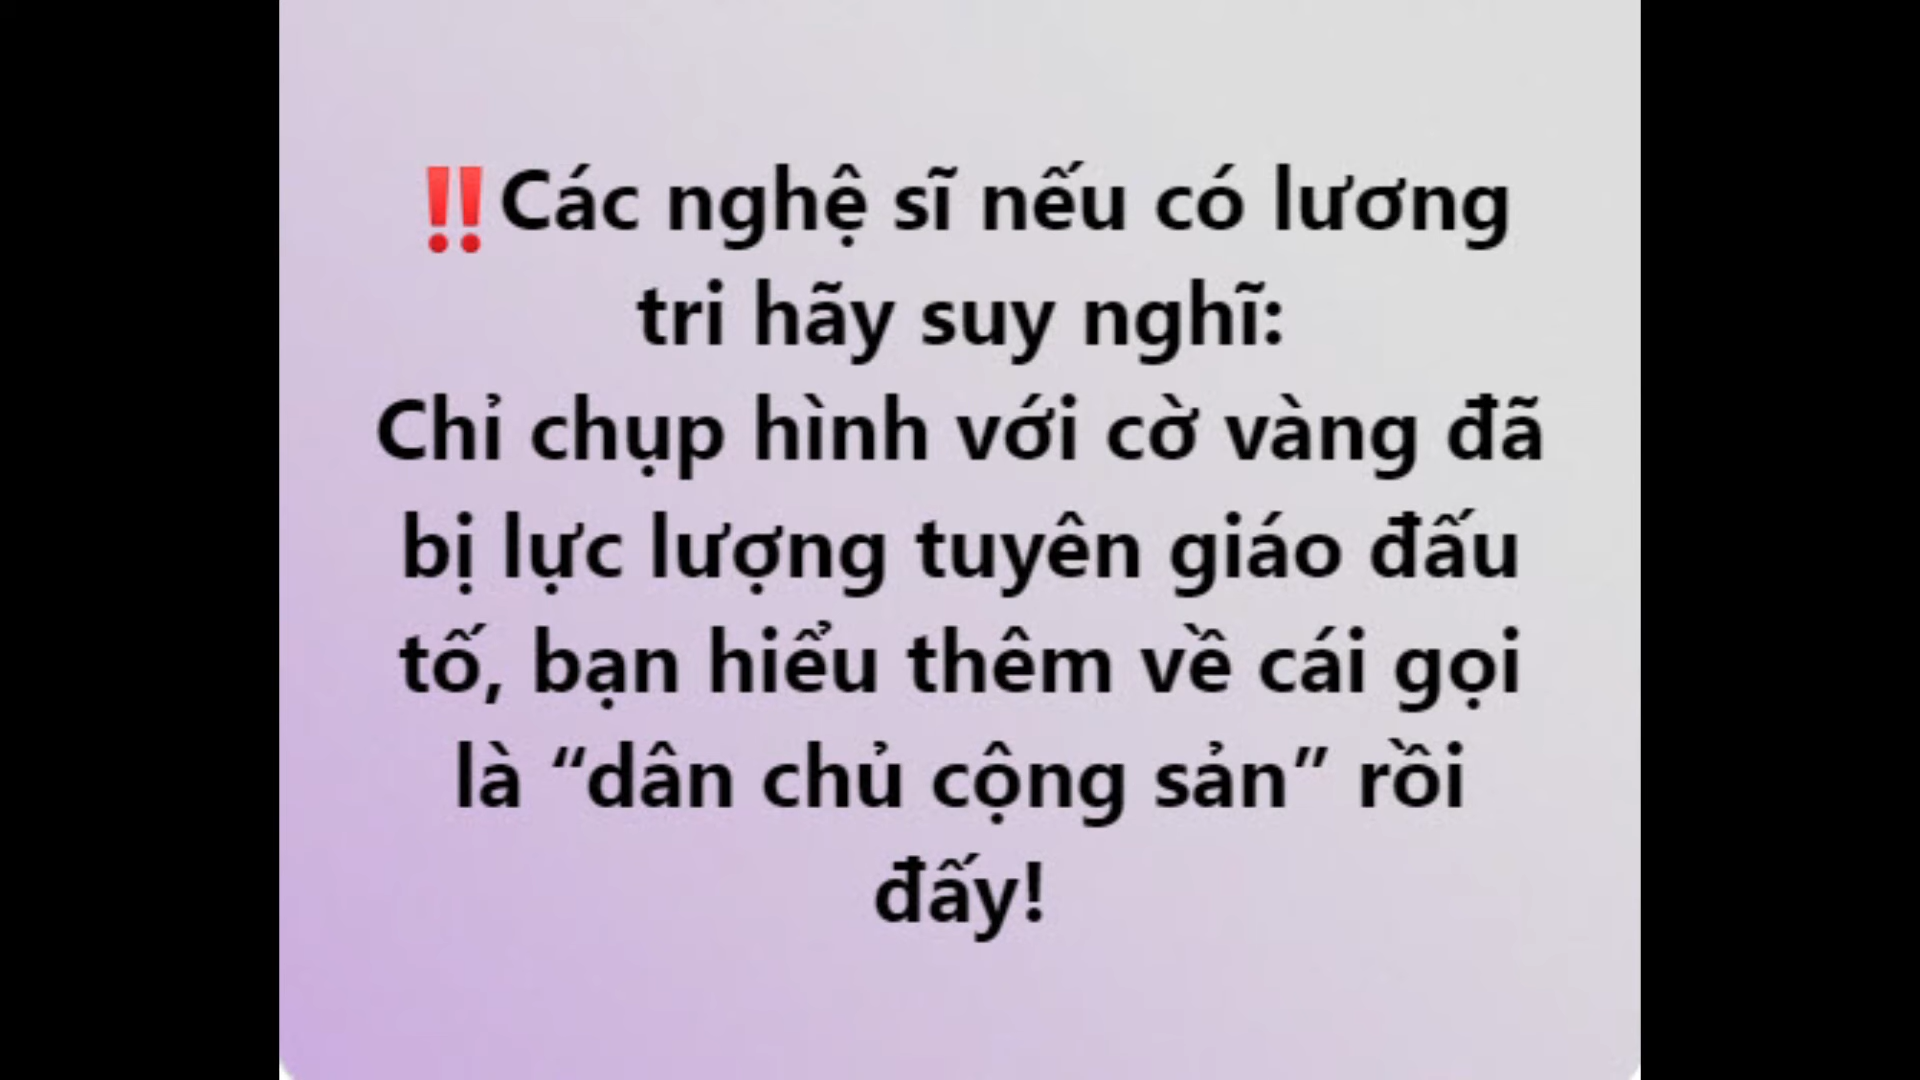 ‼️Các nghệ sĩ nếu có lương
tri hãy suy nghĩ:
Chỉ chụp hình với cờ vàng đã
bị lực lượng tuyên giáo đấu
tố, bạn hiểu thêm về cái gọi
là “dân chủ cộng sản” rồi
đấy!